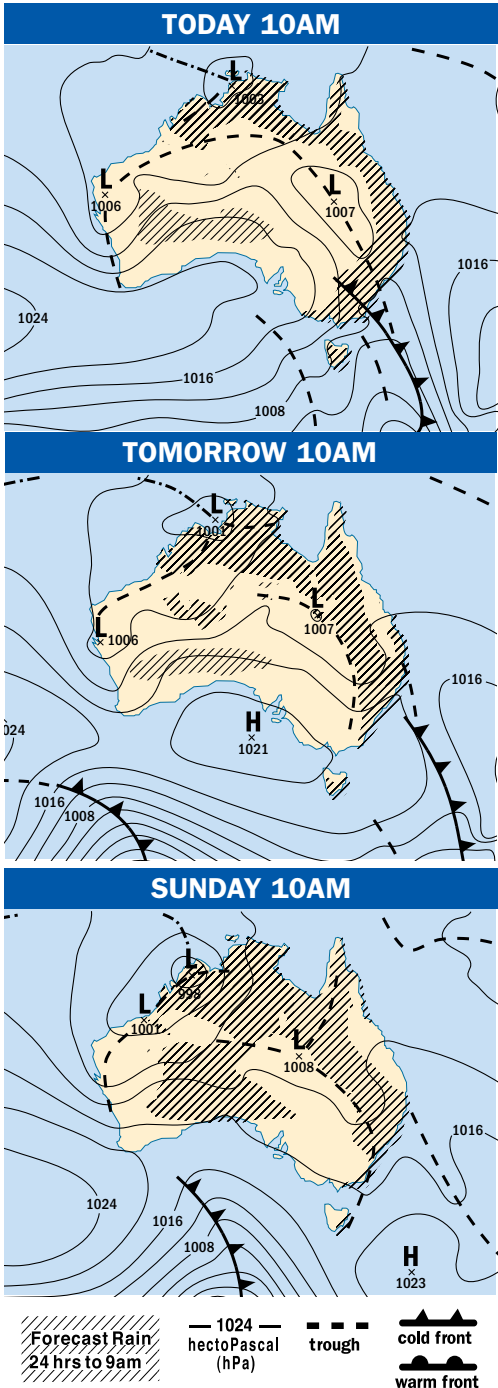 TODAY 10AM
L
1003
L
1006
L
1007
1016
1024
1016
1008
TOMORROW 10AM
L
1001
L
1006
L
1007
1016
H
1021
024
1016
1008
SUNDAY 10AM
L
998
L
1001
L
1008
1016
1024
1016
1008
H
1023
Forecast Rain
24 hrs to 9am
1024
hectoPascal
(hPa)
trough
cold front
warm front